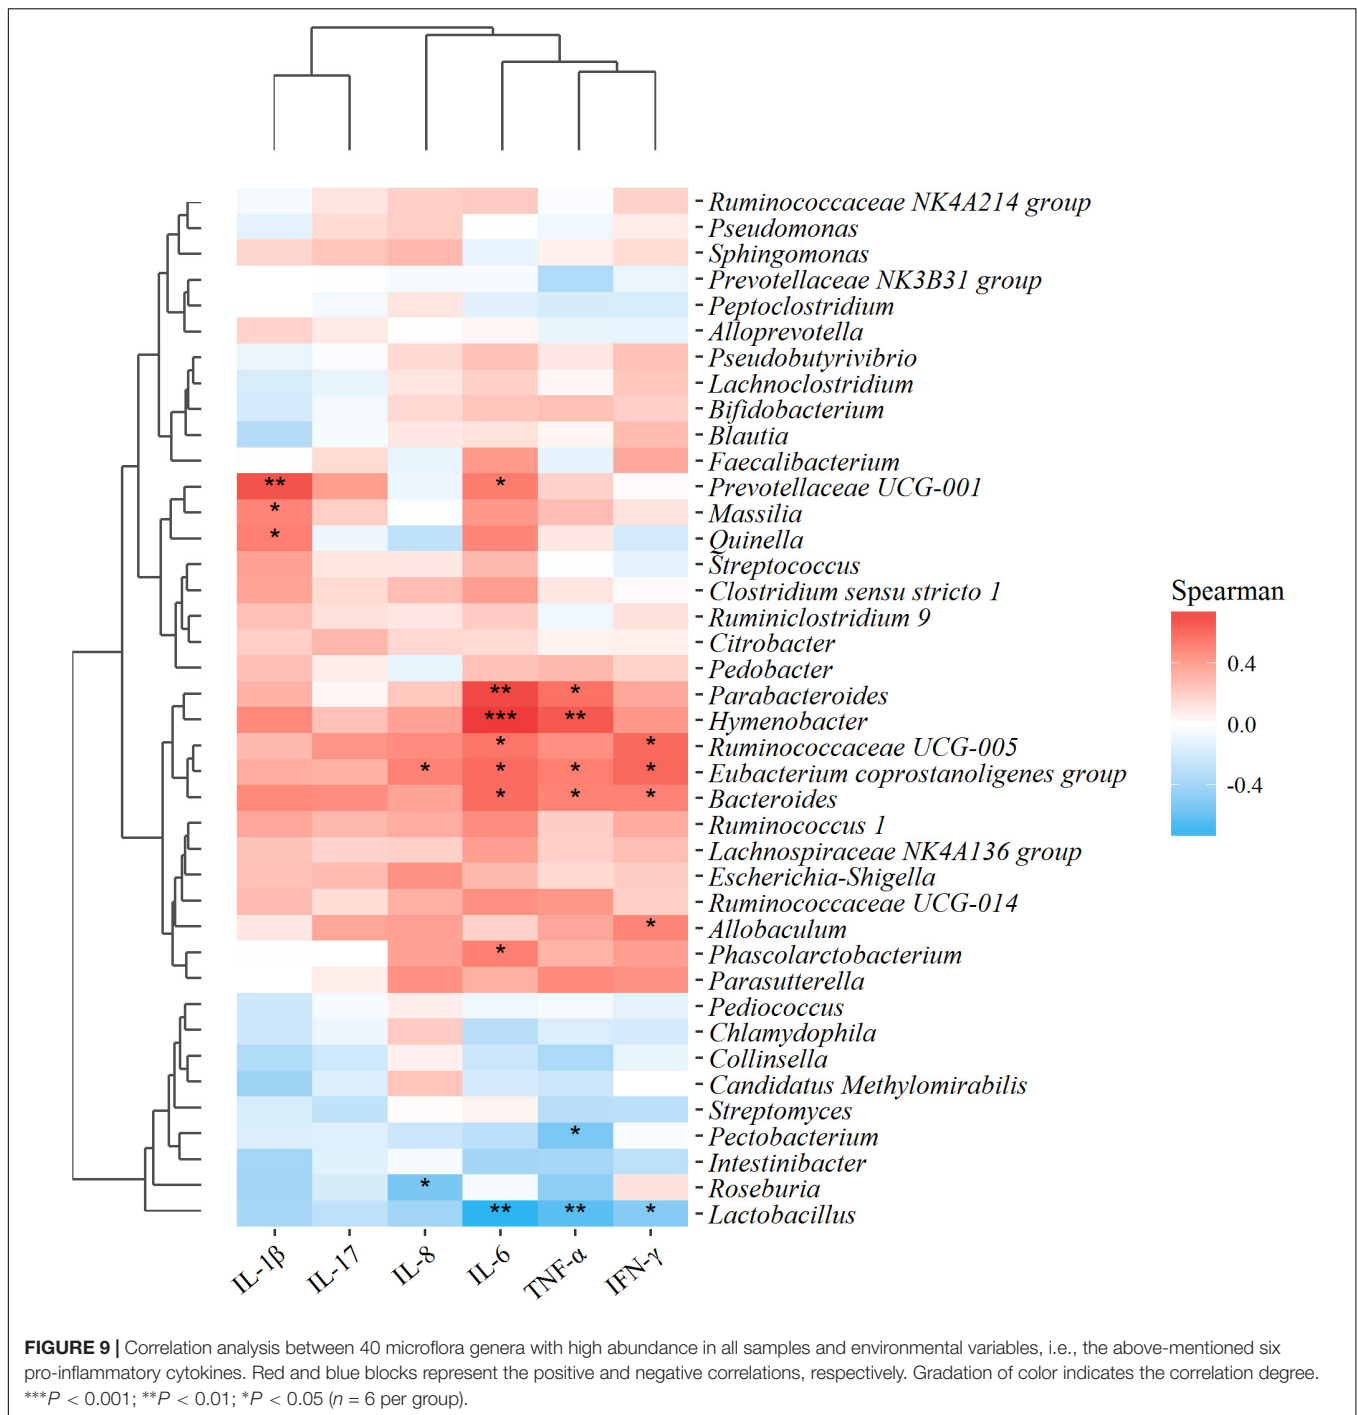 Ruminococcaceae NK4A214 group
Pseudomonas
Sphingomonas
Prevotellaceae NK3B31 group
Peptoclostridium
Alloprevotella
Pseudobutyrivibrio
Lachnoclostridium
Bifidobacterium
Blautia
Faecalibacterium
** * Prevotellaceae UCG-001
* Massilia
* Quinella
Streptococcus
Clostridium sensu stricto 1
Ruminiclostridium 9
Citrobacter
Pedobacter
** * Parabacteroides
*** ** Hymenobacter
* * Ruminococcaceae UCG-005
* * * * Eubacterium coprostanoligenes group
* * * Bacteroides
Ruminococcus 1
Lachnospiraceae NK4A136 group
Escherichia-Shigella
Ruminococcaceae UCG-014
* Allobaculum
* Phascolarctobacterium
Parasutterella
Pediococcus
Chlamydophila
Collinsella
Candidatus Methylomirabilis
Streptomyces
* Pectobacterium
Intestinibacter
* Roseburia
** ** * Lactobacillus
IL-1β IL-17 IL-8 IL-6 TNF-α IFN-γ
Spearman
0.4
0.0
-0.4
FIGURE 9 | Correlation analysis between 40 microflora genera with high abundance in all samples and environmental variables, i.e., the above-mentioned six
pro-inflammatory cytokines. Red and blue blocks represent the positive and negative correlations, respectively. Gradation of color indicates the correlation degree.
***P < 0.001; **P < 0.01; *P < 0.05 (n = 6 per group).